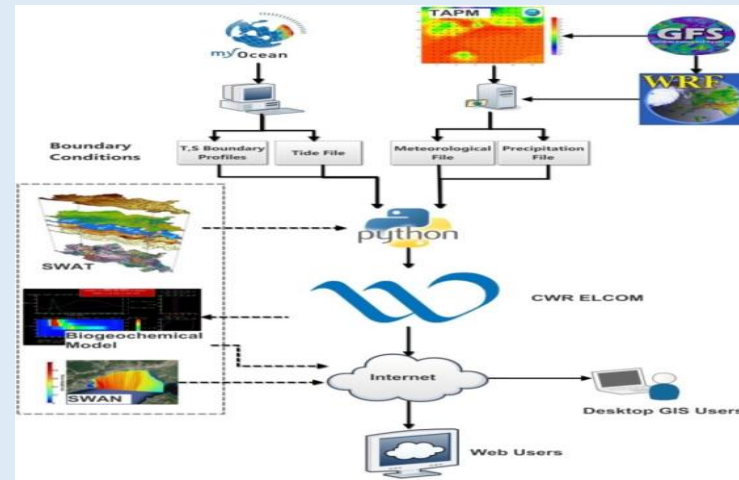 myOcean
TAPM
GFS
WRF
Boundary
Conditions
T,S Boundary
Profiles
Tide File
Meteorological
File
Precipitation
File
SWAT
python
CWR ELCOM
Biogeochemical
Model
SWAN
Internet
Desktop GIS Users
Web Users